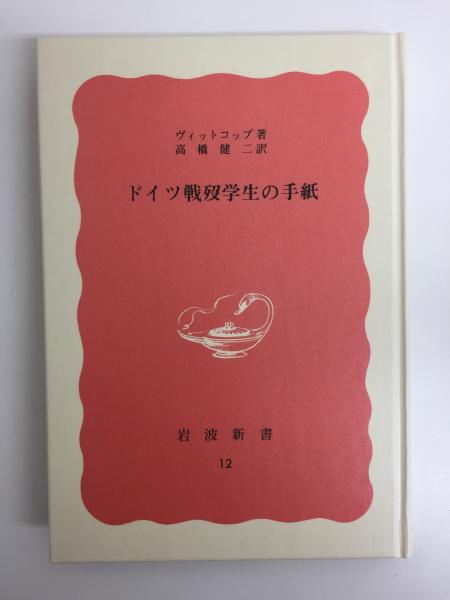 ヴィットコップ著
高橋健二訳
ドイツ戦歿学生の手紙
岩波新書
12